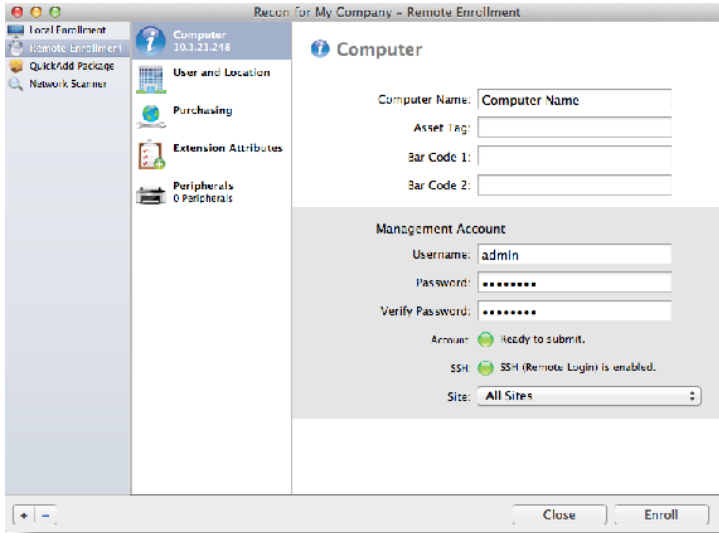 Recon for My Company – Remote Enrollment
Local Enrollment
Remote Enrollment
QuickAdd Package
Network Scanner
Computer
10.1.23.248
User and Location
Purchasing
Extension Attributes
Peripherals
0 Peripherals
Computer
Computer Name: Computer Name
Asset Tag:
Bar Code 1:
Bar Code 2:
Management Account
Username: admin
Password: ••••••••
Verify Password: ••••••••
Account: Ready to submit.
SSH: SSH (Remote Login) is enabled.
Site: All Sites
+ –
Close Enroll